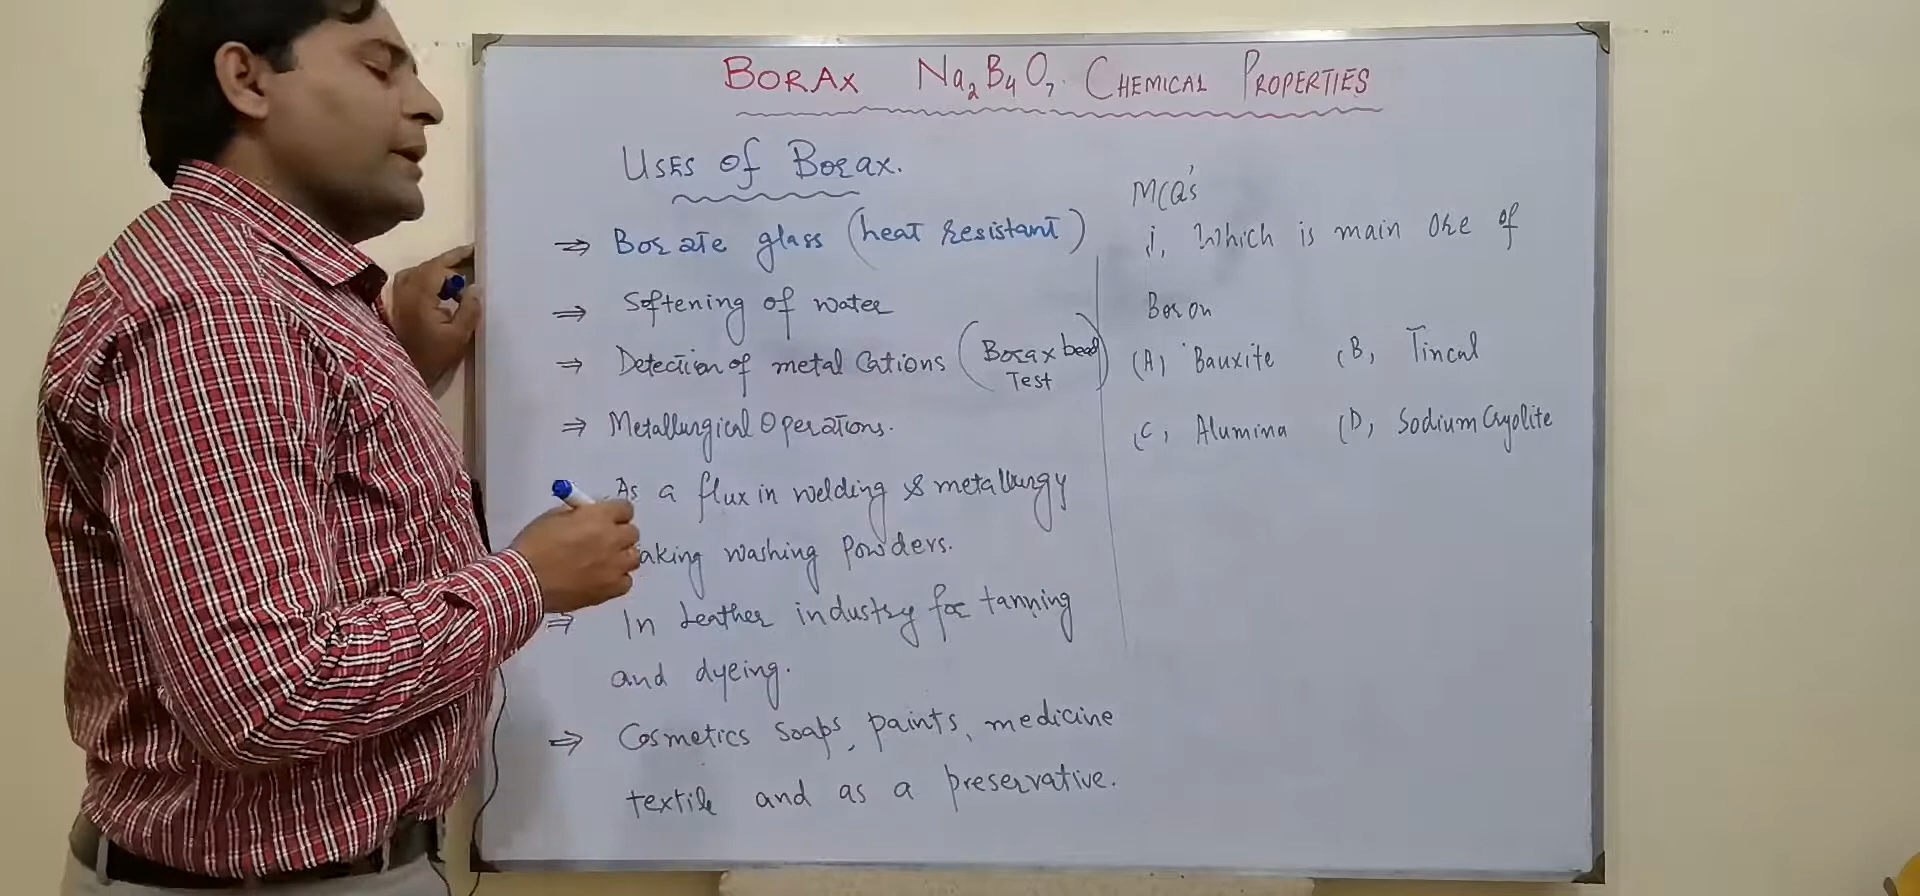 BORAX Na2B4O7. CHEMICAL PROPERTIES
USES of Borax.
⇒ Borate glass (heat resistant)
⇒ Softening of water
⇒ Detection of metal Cations (Borax bead Test
⇒ Metallurgical Operations.
As a flux in welding & metallurgy
aking washing Powders.
⇒ In Leather industry for tanning
and dyeing.
⇒ Cosmetics Soaps, paints, medicine
textile and as a preservative.
MCQ's
i, Which is main Ore of
Boron
(A) Bauxite (B, Tincal
(C, Alumina (D, Sodium Cryolite